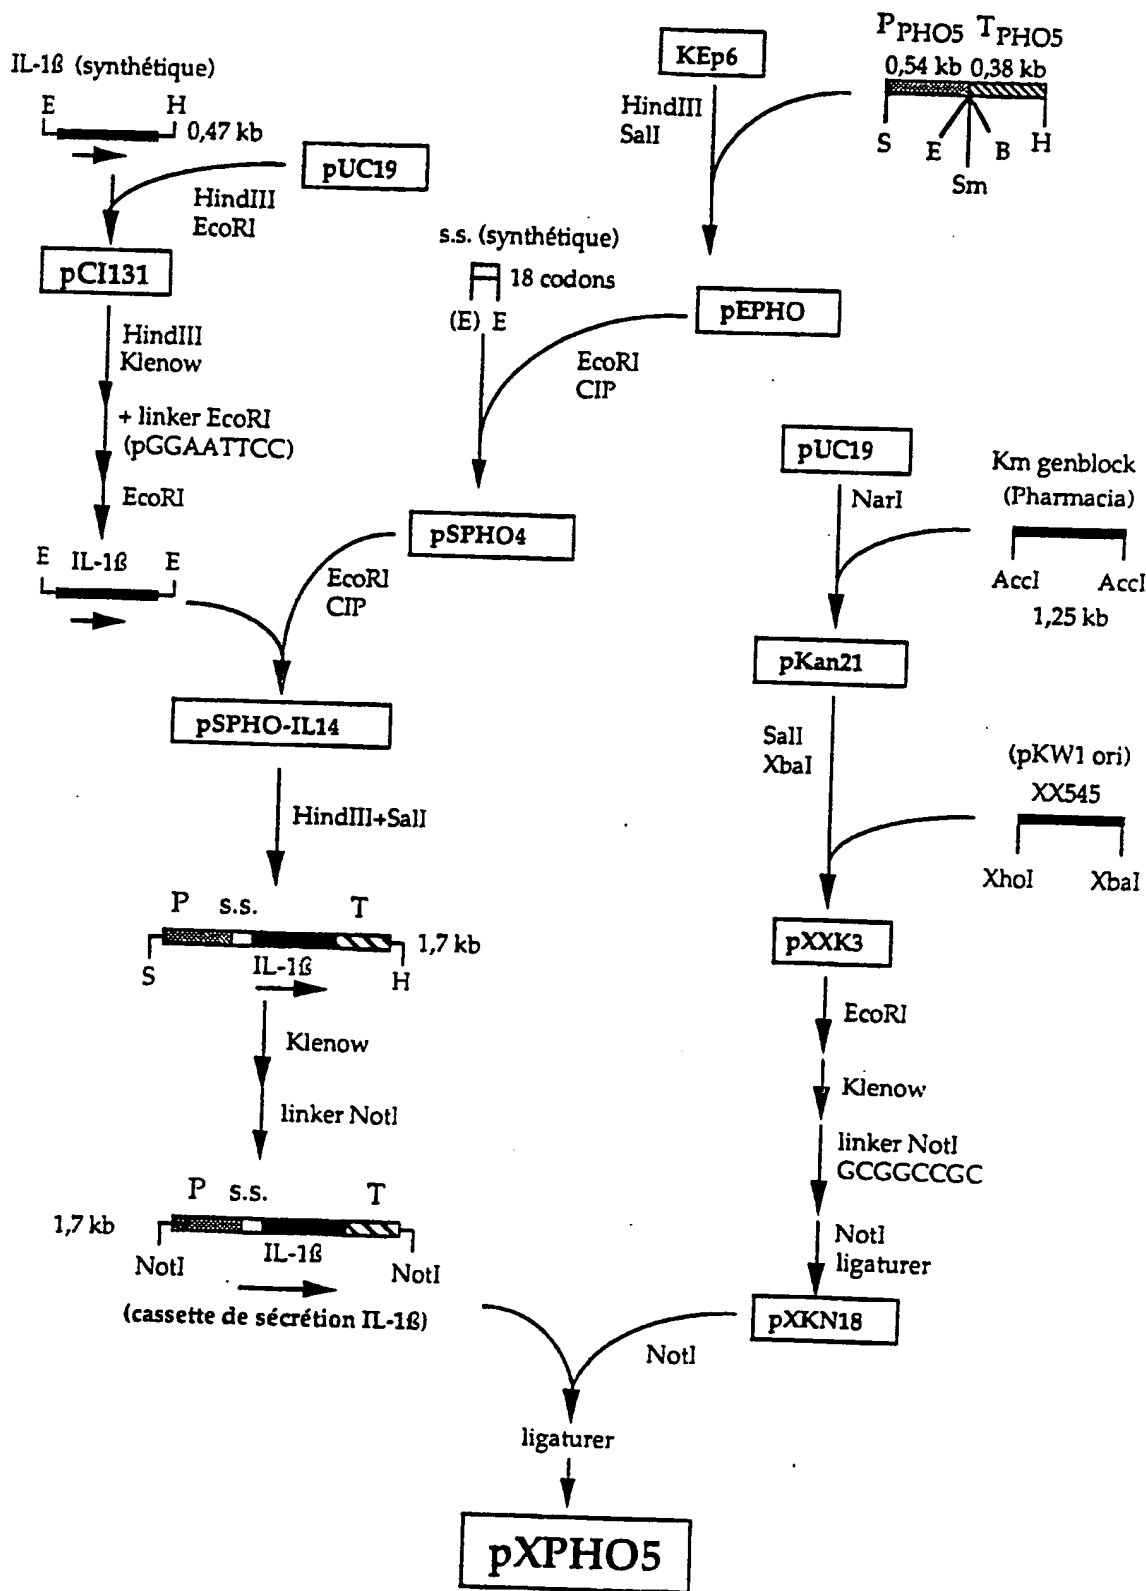 IL-1ß (synthétique)
E
H
0,47 kb
pUC19
HindIII
EcoRI
pCI131
HindIII
Klenow
+ linker EcoRI
(pGGAATTCC)
EcoRI
E
IL-1ß
E
KEp6
HindIII
SalI
PPHO5 TPHO5
0,54 kb 0,38 kb
S
E
Sm
B
H
s.s. (synthétique)
18 codons
(E) E
pEPHO
EcoRI
CIP
pSPHO4
EcoRI
CIP
pSPHO-IL14
HindIII+SalI
P s.s. T
1,7 kb
S
IL-1ß
H
Klenow
linker NotI
P s.s. T
1,7 kb
NotI
IL-1ß
NotI
(cassette de sécrétion IL-1ß)
pUC19
NarI
Km genblock
(Pharmacia)
AccI AccI
1,25 kb
pKan21
SalI
XbaI
(pKW1 ori)
XX545
XhoI XbaI
pXXK3
EcoRI
Klenow
linker NotI
GCGGCCGC
NotI
ligaturer
pXKN18
NotI
ligaturer
pXPHO5